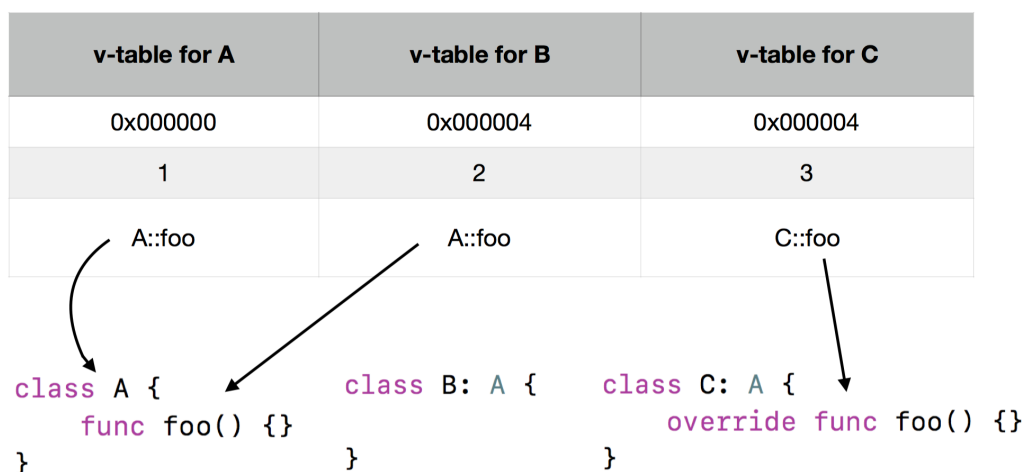 v-table for A v-table for B v-table for C
0x000000 0x000004 0x000004
1 2 3
A::foo A::foo C::foo
class A {
    func foo() {}
}
class B: A {
}
class C: A {
    override func foo() {}
}